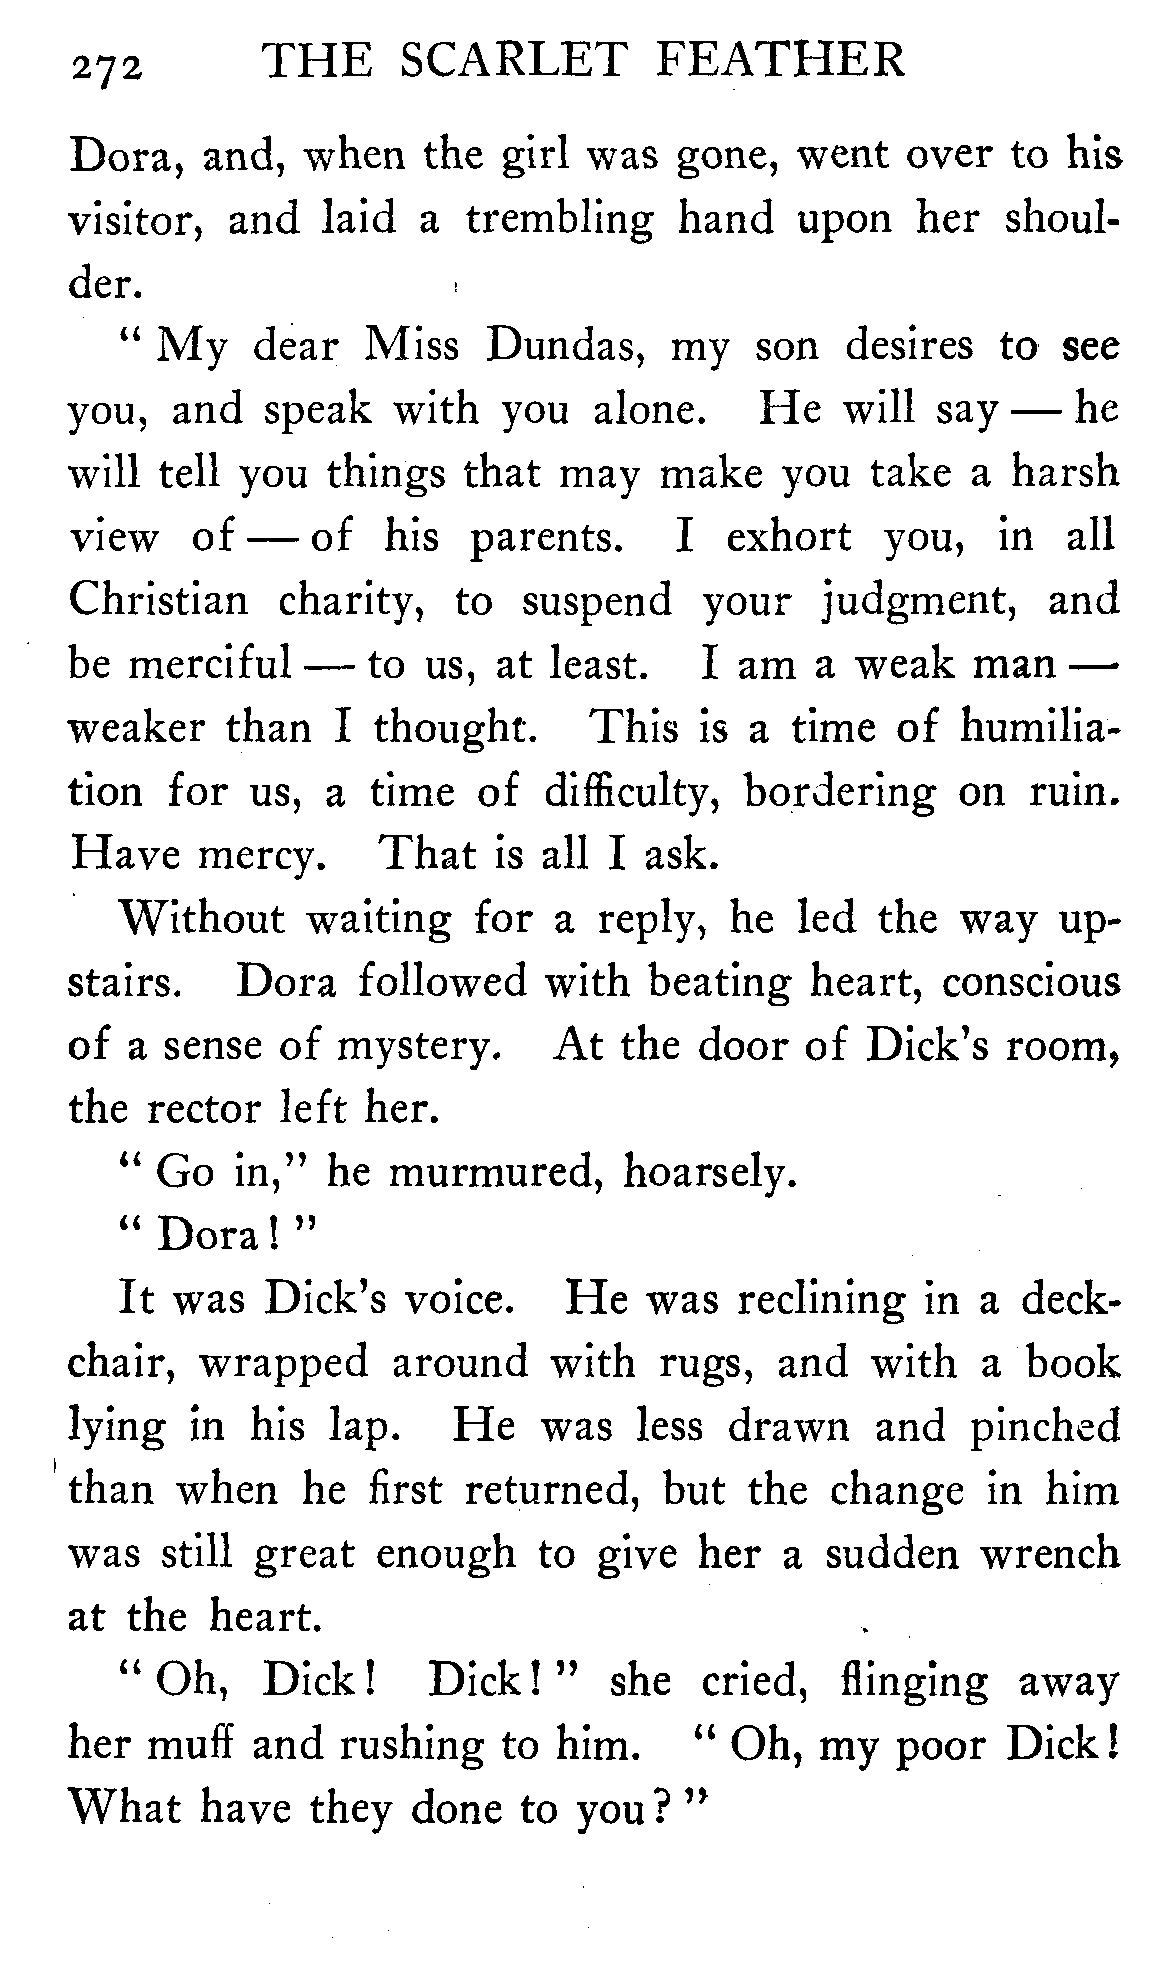 272 THE SCARLET FEATHER
Dora, and, when the girl was gone, went over to his
visitor, and laid a trembling hand upon her shoul-
der.
“ My dear Miss Dundas, my son desires to see
you, and speak with you alone. He will say — he
will tell you things that may make you take a harsh
view of — of his parents. I exhort you, in all
Christian charity, to suspend your judgment, and
be merciful — to us, at least. I am a weak man —
weaker than I thought. This is a time of humilia-
tion for us, a time of difficulty, bordering on ruin.
Have mercy. That is all I ask.
Without waiting for a reply, he led the way up-
stairs. Dora followed with beating heart, conscious
of a sense of mystery. At the door of Dick's room,
the rector left her.
“ Go in,” he murmured, hoarsely.
“ Dora ! ”
It was Dick's voice. He was reclining in a deck-
chair, wrapped around with rugs, and with a book
lying in his lap. He was less drawn and pinched
than when he first returned, but the change in him
was still great enough to give her a sudden wrench
at the heart.
“ Oh, Dick ! Dick ! ” she cried, flinging away
her muff and rushing to him. “ Oh, my poor Dick !
What have they done to you ? ”